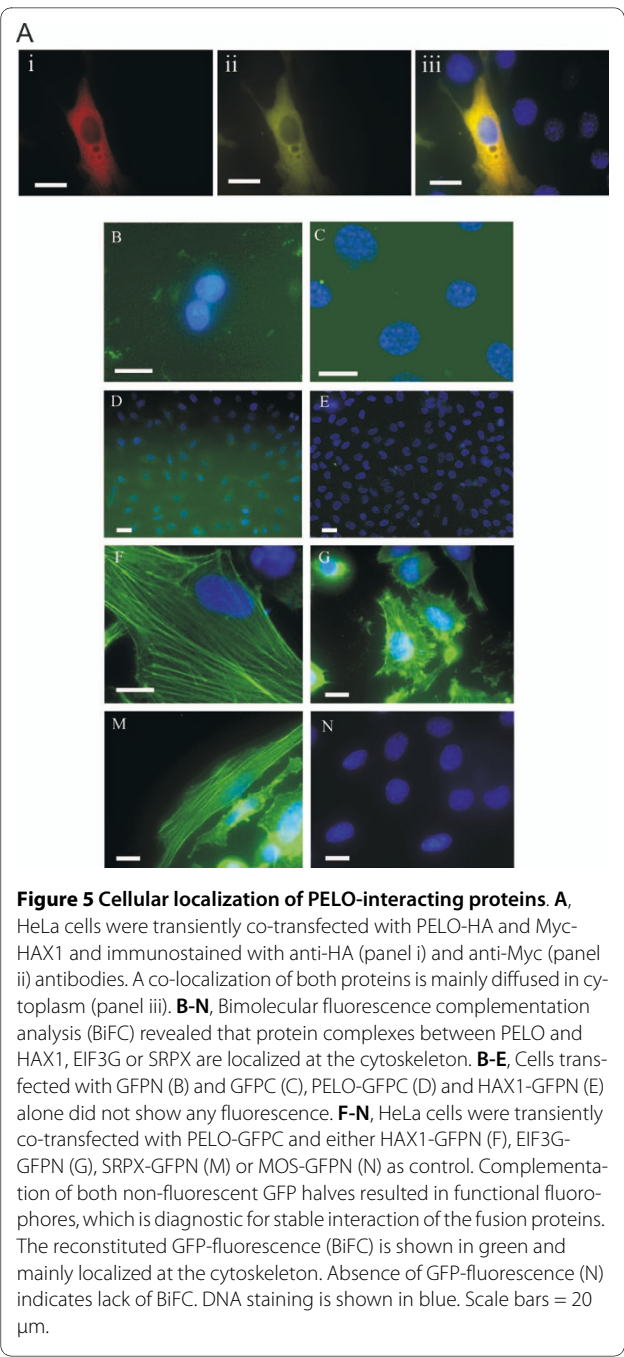 A
i
ii
iii
B
C
D
E
F
G
M
N
Figure 5 Cellular localization of PELO-interacting proteins. A,
HeLa cells were transiently co-transfected with PELO-HA and Myc-
HAX1 and immunostained with anti-HA (panel i) and anti-Myc (panel
ii) antibodies. A co-localization of both proteins is mainly diffused in cy-
toplasm (panel iii). B-N, Bimolecular fluorescence complementation
analysis (BiFC) revealed that protein complexes between PELO and
HAX1, EIF3G or SRPX are localized at the cytoskeleton. B-E, Cells trans-
fected with GFPN (B) and GFPC (C), PELO-GFPC (D) and HAX1-GFPN (E)
alone did not show any fluorescence. F-N, HeLa cells were transiently
co-transfected with PELO-GFPC and either HAX1-GFPN (F), EIF3G-
GFPN (G), SRPX-GFPN (M) or MOS-GFPN (N) as control. Complementa-
tion of both non-fluorescent GFP halves resulted in functional fluoro-
phores, which is diagnostic for stable interaction of the fusion proteins.
The reconstituted GFP-fluorescence (BiFC) is shown in green and
mainly localized at the cytoskeleton. Absence of GFP-fluorescence (N)
indicates lack of BiFC. DNA staining is shown in blue. Scale bars = 20
μm.